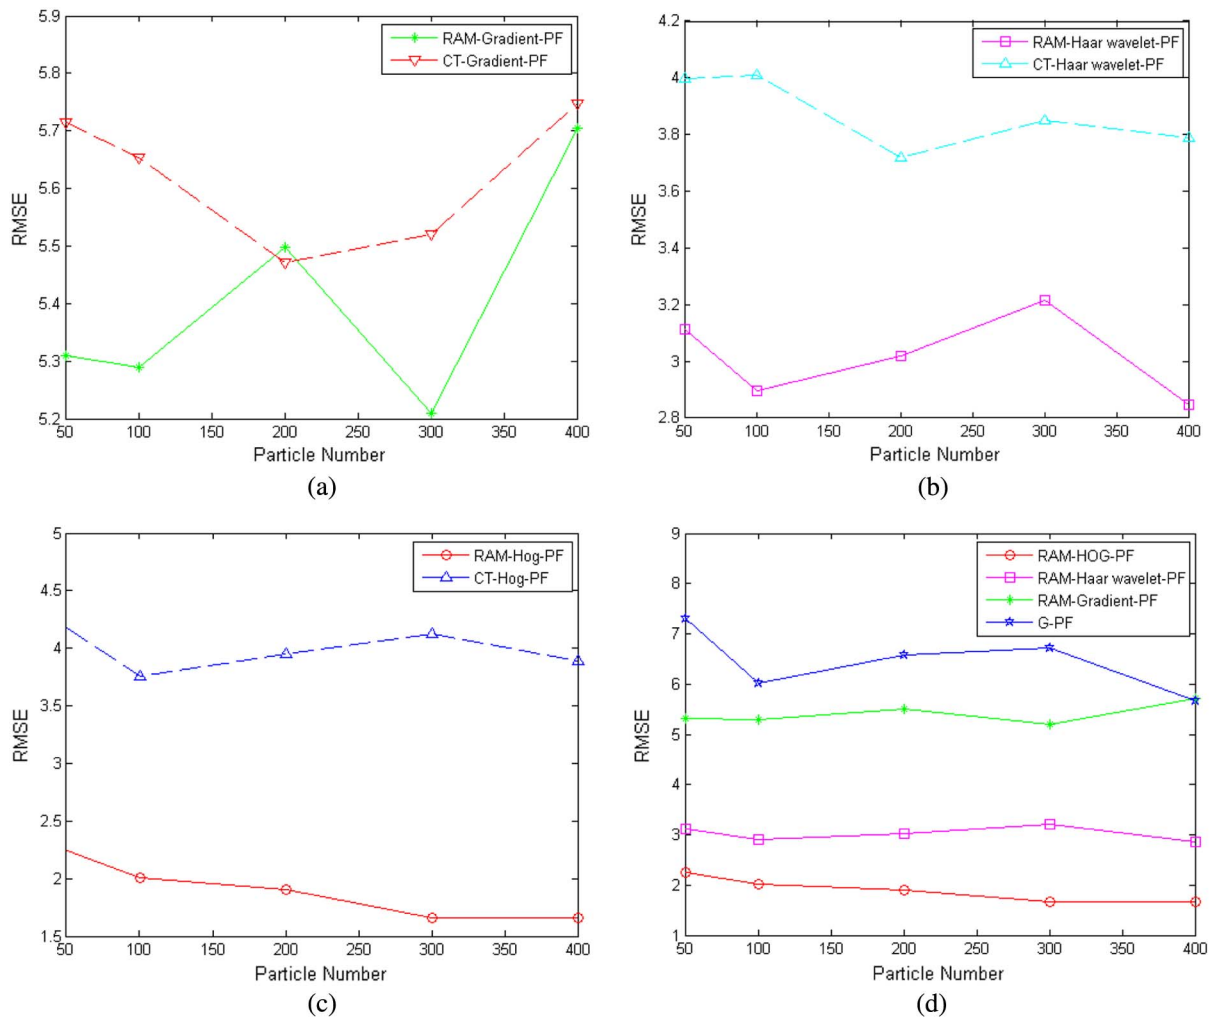 5.9
5.8
5.7
5.6
5.5
5.4
5.3
5.2
RMSE
RAM-Gradient-PF
CT-Gradient-PF
50 100 150 200 250 300 350 400
Particle Number
(a)
4.2
4
3.8
3.6
3.4
3.2
3
2.8
RMSE
RAM-Haar wavelet-PF
CT-Haar wavelet-PF
50 100 150 200 250 300 350 400
Particle Number
(b)
5
4.5
4
3.5
3
2.5
2
1.5
RMSE
RAM-Hog-PF
CT-Hog-PF
50 100 150 200 250 300 350 400
Particle Number
(c)
9
8
7
6
5
4
3
2
1
RMSE
RAM-HOG-PF
RAM-Haar wavelet-PF
RAM-Gradient-PF
G-PF
50 100 150 200 250 300 350 400
Particle Number
(d)